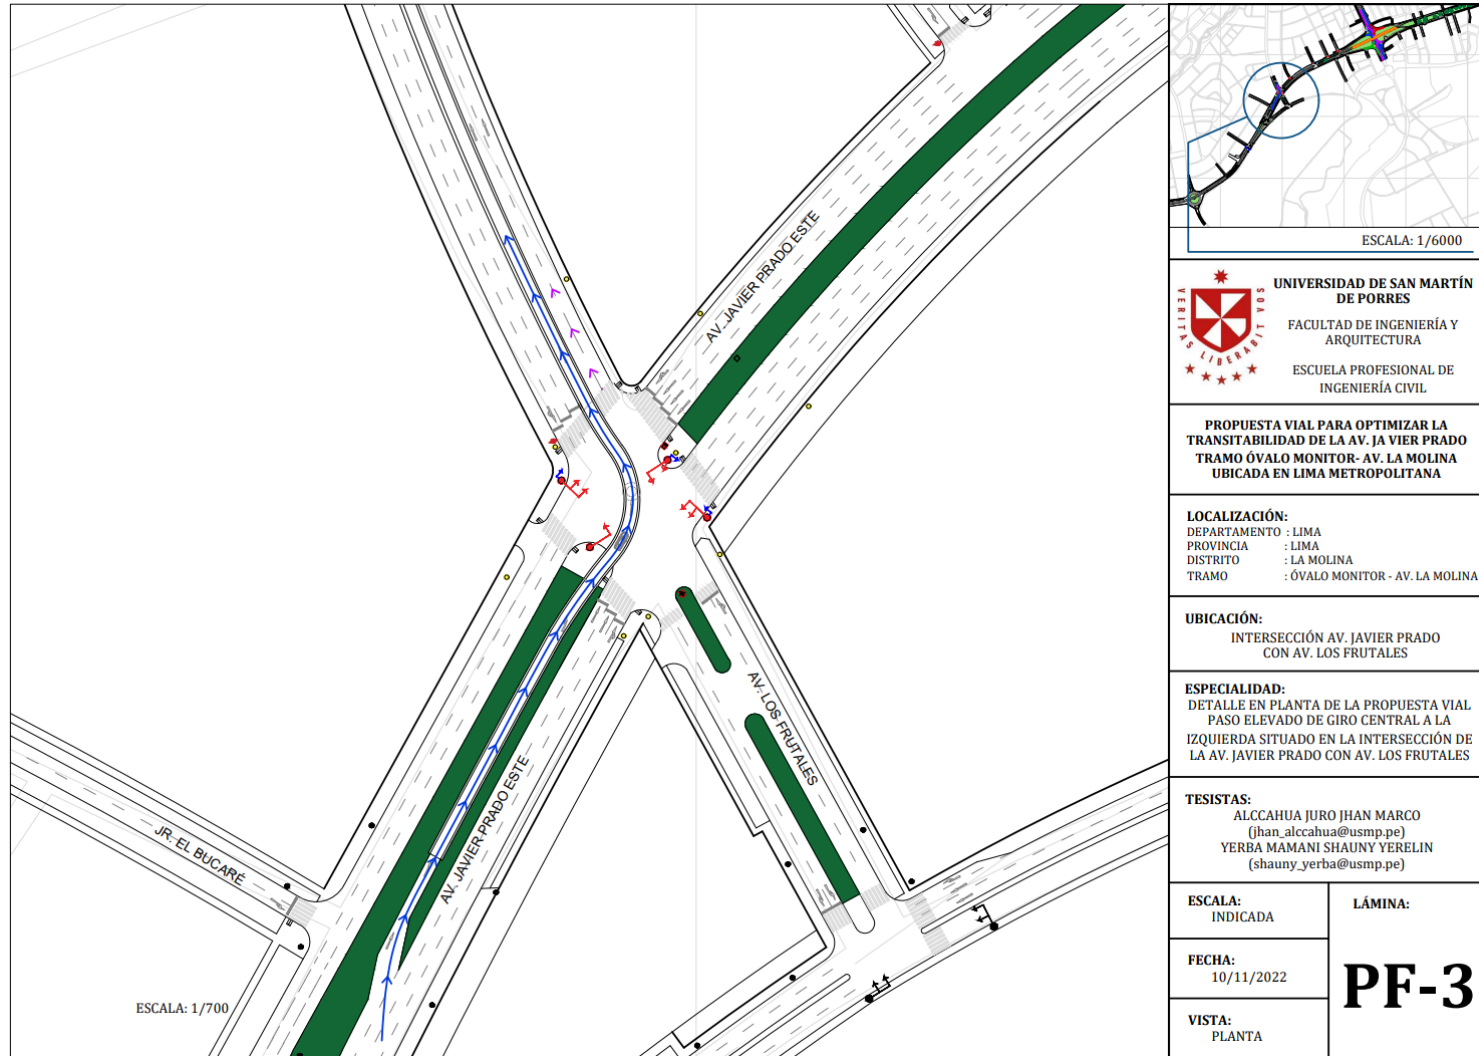 AV. JAVIER PRADO ESTE
AV. LOS FRUTALES
AV. JAVIER PRADO ESTE
JR. EL BUCARÉ
ESCALA: 1/700
ESCALA: 1/6000
VERITAS LIBERABIT VOS
UNIVERSIDAD DE SAN MARTÍN
DE PORRES
FACULTAD DE INGENIERÍA Y
ARQUITECTURA
ESCUELA PROFESIONAL DE
INGENIERÍA CIVIL
PROPUESTA VIAL PARA OPTIMIZAR LA
TRANSITABILIDAD DE LA AV. JA VIER PRADO
TRAMO ÓVALO MONITOR- AV. LA MOLINA
UBICADA EN LIMA METROPOLITANA
LOCALIZACIÓN:
DEPARTAMENTO : LIMA
PROVINCIA : LIMA
DISTRITO : LA MOLINA
TRAMO : ÓVALO MONITOR - AV. LA MOLINA
UBICACIÓN:
INTERSECCIÓN AV. JAVIER PRADO
CON AV. LOS FRUTALES
ESPECIALIDAD:
DETALLE EN PLANTA DE LA PROPUESTA VIAL
PASO ELEVADO DE GIRO CENTRAL A LA
IZQUIERDA SITUADO EN LA INTERSECCIÓN DE
LA AV. JAVIER PRADO CON AV. LOS FRUTALES
TESISTAS:
ALCCAHUA JURO JHAN MARCO
(jhan_alccahua@usmp.pe)
YERBA MAMANI SHAUNY YERELIN
(shauny_yerba@usmp.pe)
ESCALA:
INDICADA
LÁMINA:
FECHA:
10/11/2022
PF-3
VISTA:
PLANTA